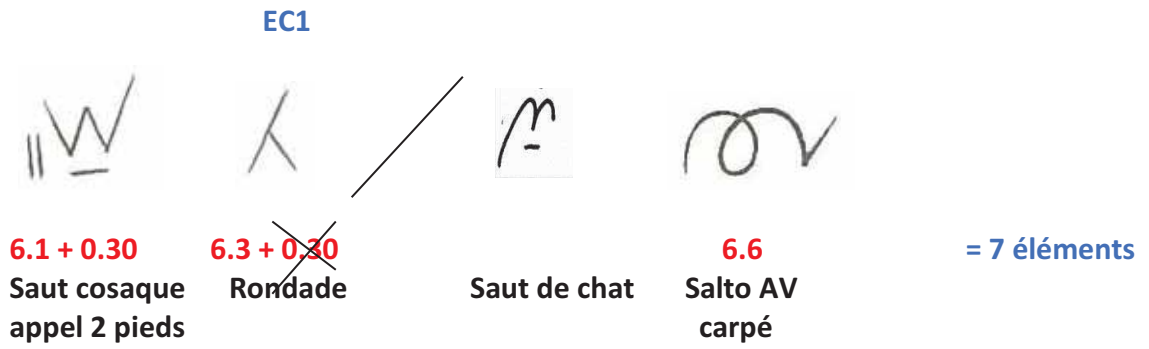 EC1
6.1 + 0.30 6.3 + 0.30 6.6 = 7 éléments
Saut cosaque Rondade Saut de chat Salto AV
appel 2 pieds carpé